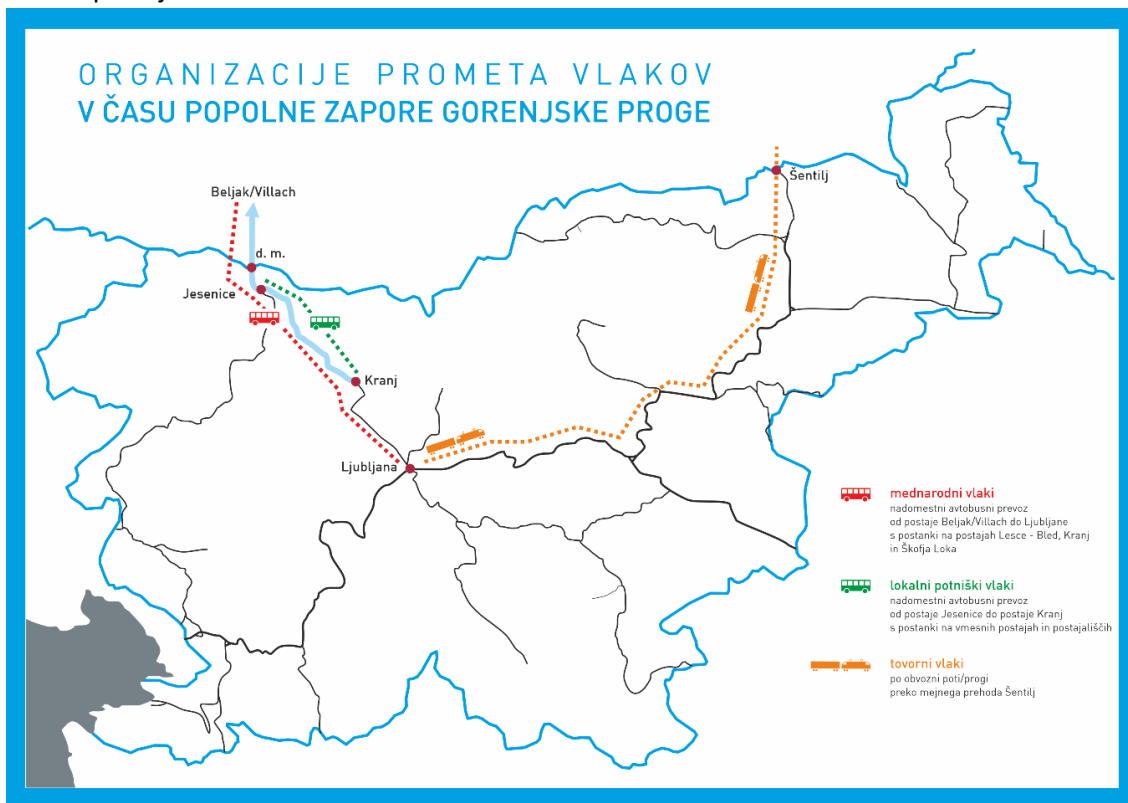 ORGANIZACIJE PROMETA VLAKOV
V ČASU POPOLNE ZAPORE GORENJSKE PROGE
Šentilj
Beljak/Villach
d. m.
Jesenice
Kranj
Ljubljana
mednarodni vlaki
nadomestni avtobusni prevoz
od postaje Beljak/Villach do Ljubljane
s postanki na postajah Lesce - Bled, Kranj
in Škofja Loka
lokalni potniški vlaki
nadomestni avtobusni prevoz
od postaje Jesenice do postaje Kranj
s postanki na vmesnih postajah in postajališčih
tovorni vlaki
po obvozni poti/progi
preko mejnega prehoda Šentilj